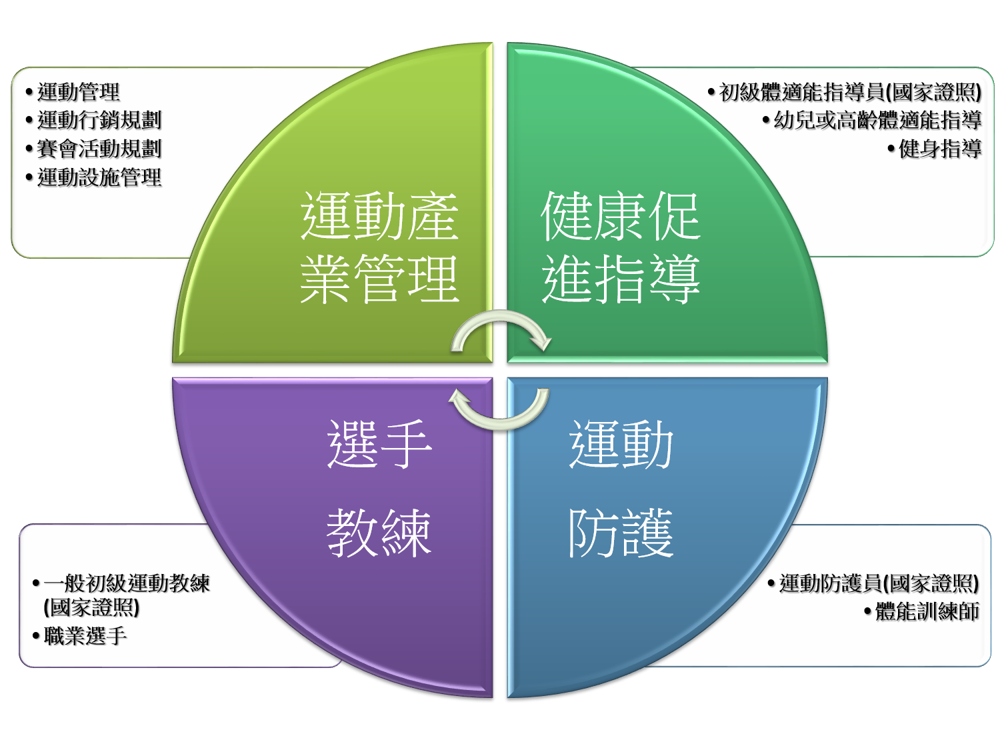 •運動管理
•運動行銷規劃
•賽會活動規劃
•運動設施管理
運動產
業管理
•初級體適能指導員(國家證照)
•幼兒或高齡體適能指導
•健身指導
健康促
進指導
選手
教練
•一般初級運動教練
(國家證照)
•職業選手
運動
防護
•運動防護員(國家證照)
•體能訓練師